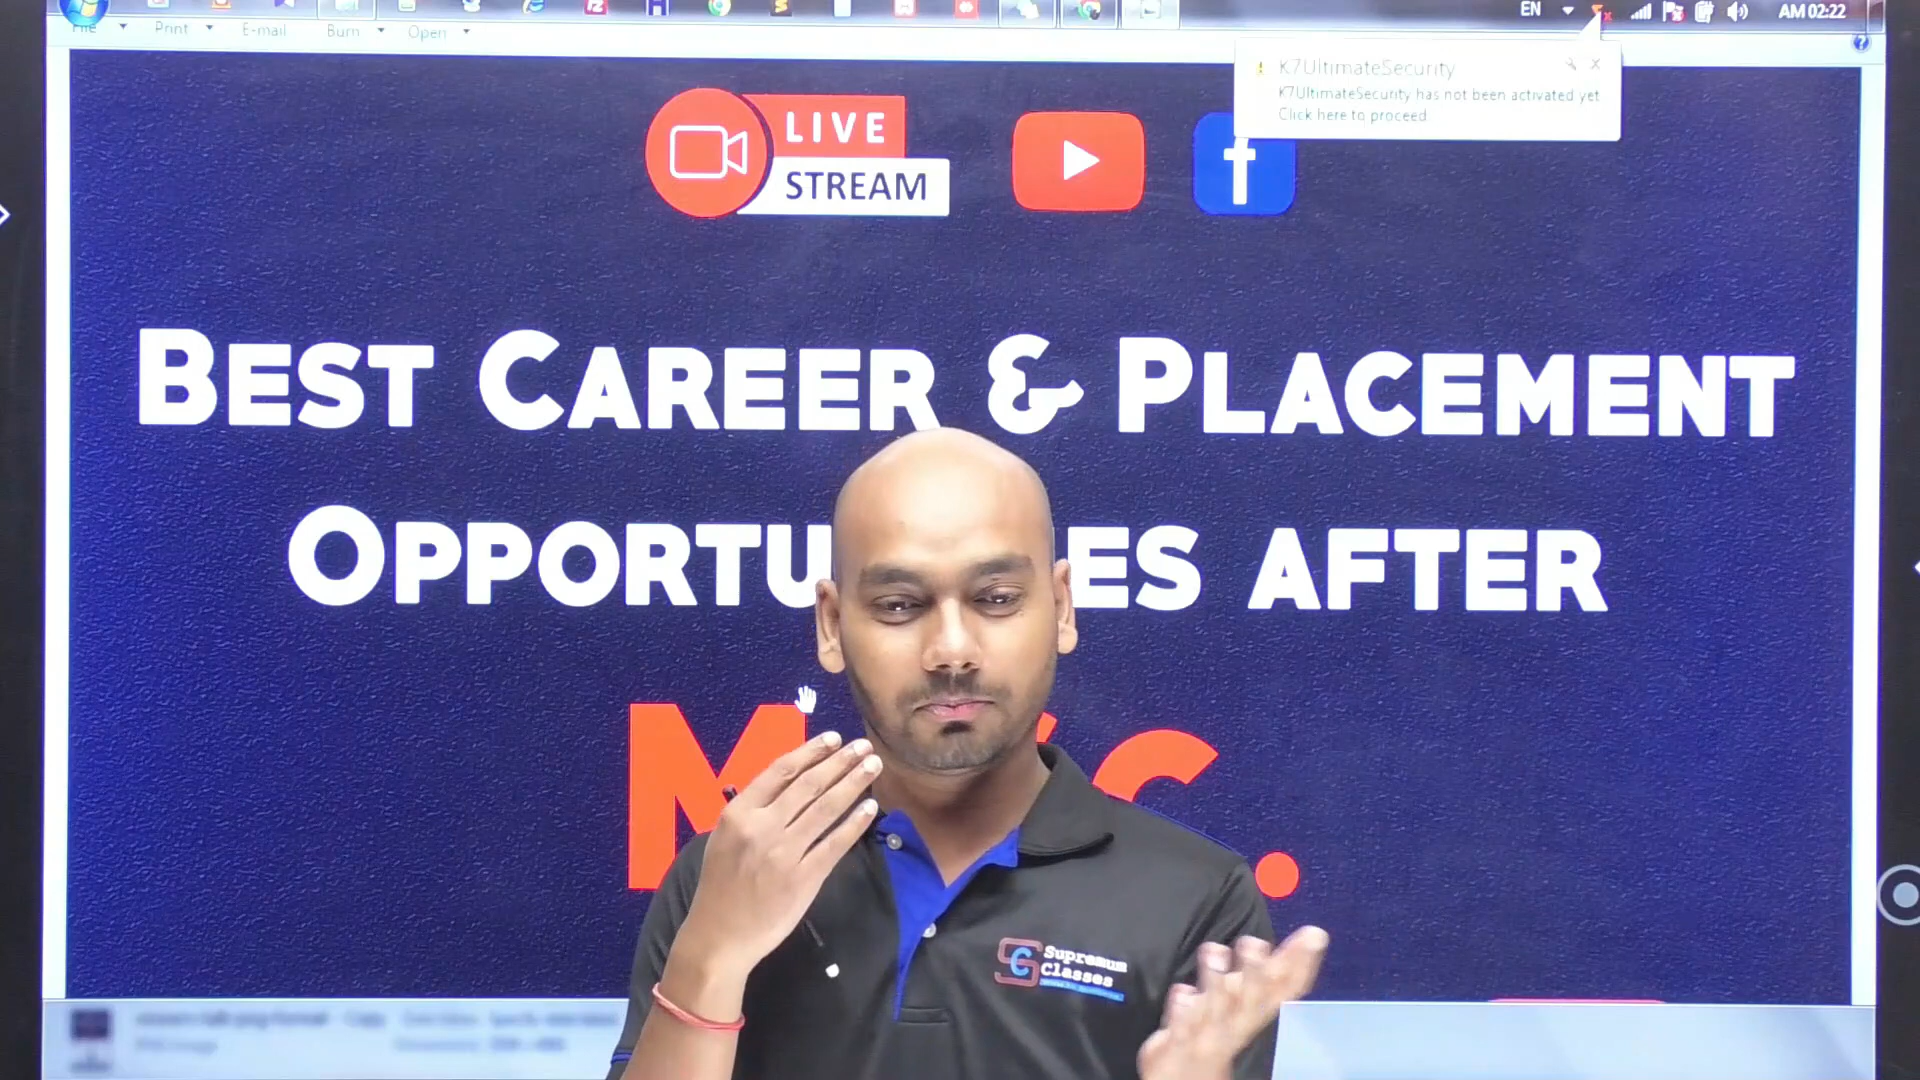 Print E-mail Burn Open
EN AM 02:22
K7UltimateSecurity
K7UltimateSecurity has not been activated yet
Click here to proceed
LIVE
STREAM
BEST CAREER & PLACEMENT
OPPORTU ES AFTER
M C.
SC Supremum
Classes